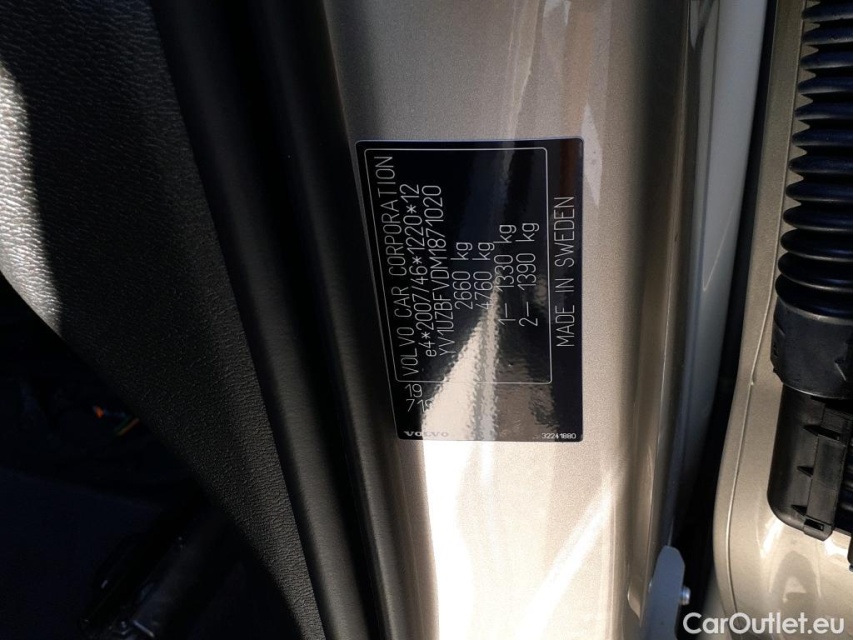 VOLVO CAR CORPORATION
e4*2007/46*1220*12
YV1UZBFVDM1871020
2660 kg
4760 kg
1— 1330 kg
2— 1390 kg
MADE IN SWEDEN
VOLVO
32241880
CarOutlet.eu